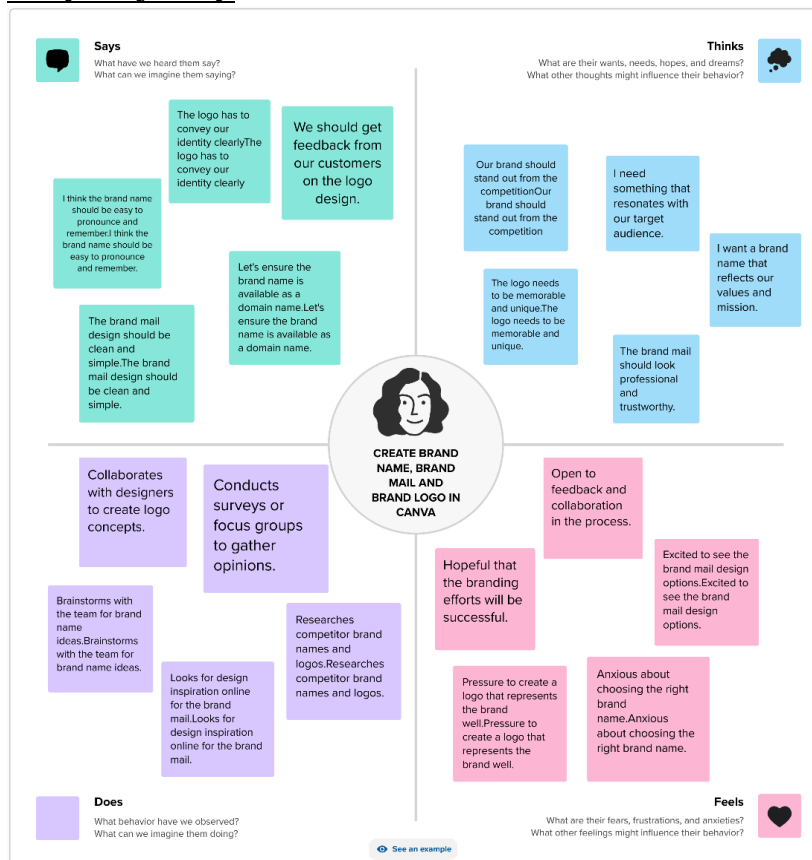 Says
What have we heard them say?
What can we imagine them saying?
Thinks
What are their wants, needs, hopes, and dreams?
What other thoughts might influence their behavior?
The logo has to
convey our
identity clearlyThe
logo has to
convey our
identity clearly
We should get
feedback from
our customers
on the logo
design.
I think the brand name
should be easy to
pronounce and
remember.I think the
brand name should be
easy to pronounce
and remember.
Let's ensure the
brand name is
available as a
domain name.Let's
ensure the brand
name is available as
a domain name.
The brand mail
design should be
clean and
simple.The brand
mail design should
be clean and
simple.
Our brand should
stand out from the
competitionOur
brand should
stand out from the
competition
I need
something that
resonates with
our target
audience.
I want a brand
name that
reflects our
values and
mission.
The logo needs
to be memorable
and unique.The
logo needs to be
memorable and
unique.
The brand mail
should look
professional
and
trustworthy.
CREATE BRAND
NAME, BRAND
MAIL AND
BRAND LOGO IN
CANVA
Collaborates
with designers
to create logo
concepts.
Conducts
surveys or
focus groups
to gather
opinions.
Brainstorms with
the team for brand
name
ideas.Brainstorms
with the team for
brand name ideas.
Researches
competitor brand
names and
logos.Researches
competitor brand
names and logos.
Looks for design
inspiration online
for the brand
mail.Looks for
design inspiration
online for the brand
mail.
Open to
feedback and
collaboration
in the process.
Hopeful that
the branding
efforts will be
successful.
Excited to see the
brand mail design
options.Excited to
see the brand
mail design
options.
Pressure to create a
logo that represents
the brand
well.Pressure to
create a logo that
represents the
brand well.
Anxious about
choosing the right
brand
name.Anxious
about choosing the
right brand name.
Does
What behavior have we observed?
What can we imagine them doing?
Feels
What are their fears, frustrations, and anxieties?
What other feelings might influence their behavior?
See an example